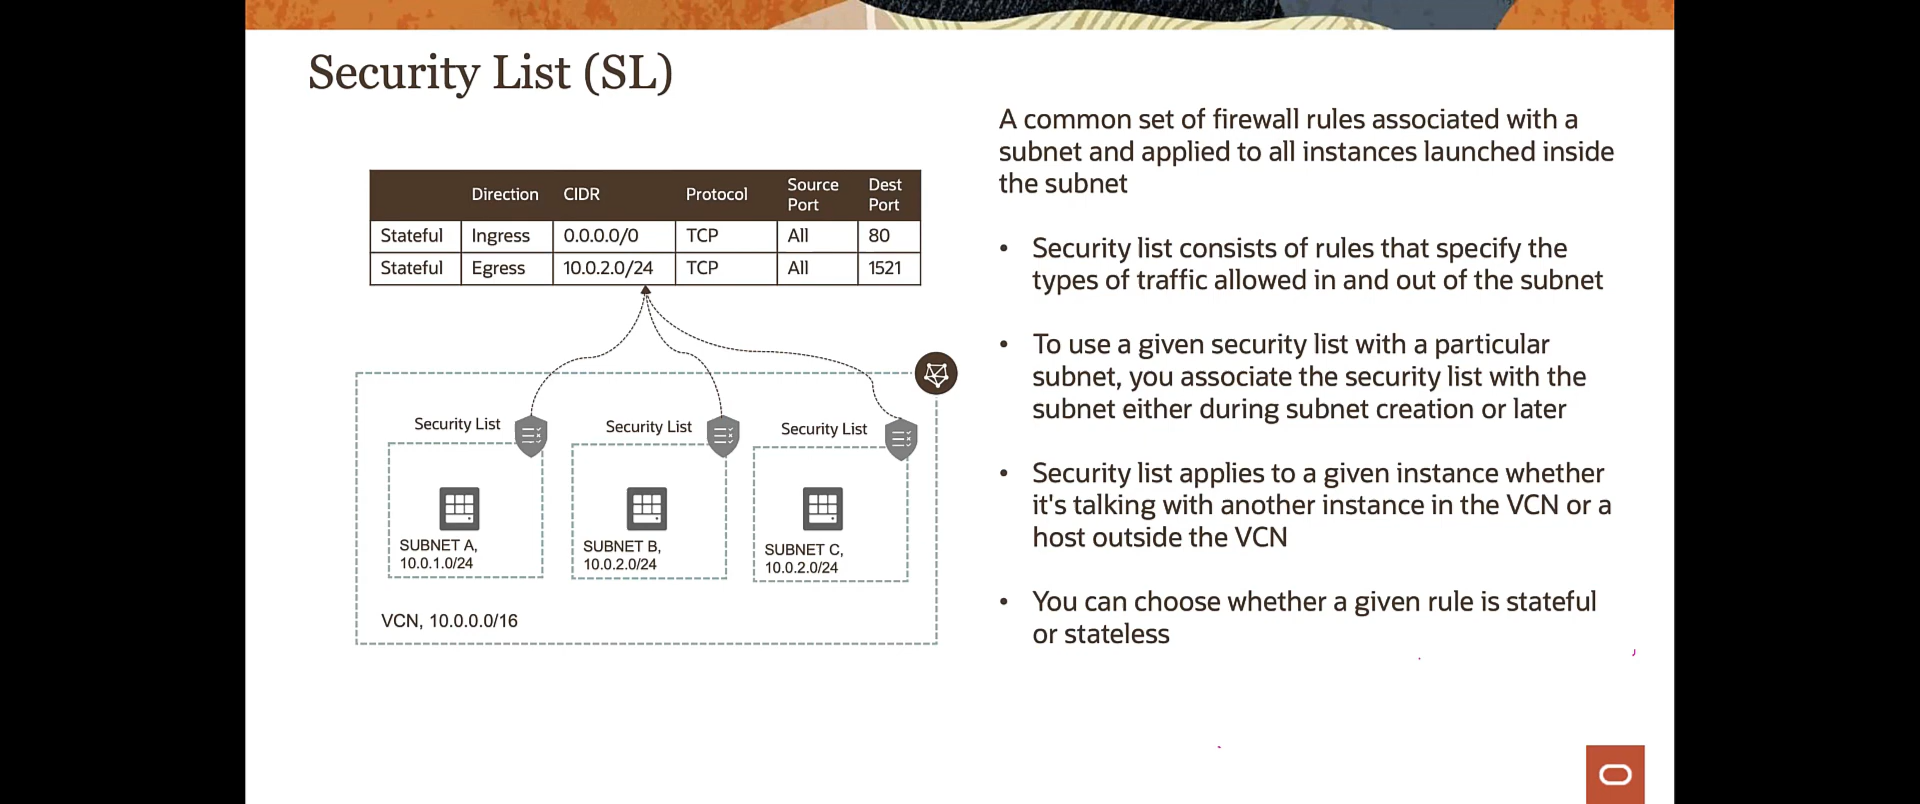 Security List (SL)
Direction CIDR Protocol Source Port Dest Port
Stateful Ingress 0.0.0.0/0 TCP All 80
Stateful Egress 10.0.2.0/24 TCP All 1521
Security List
Security List
Security List
SUBNET A,
10.0.1.0/24
SUBNET B,
10.0.2.0/24
SUBNET C,
10.0.2.0/24
VCN, 10.0.0.0/16
A common set of firewall rules associated with a
subnet and applied to all instances launched inside
the subnet
• Security list consists of rules that specify the
types of traffic allowed in and out of the subnet
• To use a given security list with a particular
subnet, you associate the security list with the
subnet either during subnet creation or later
• Security list applies to a given instance whether
it's talking with another instance in the VCN or a
host outside the VCN
• You can choose whether a given rule is stateful
or stateless